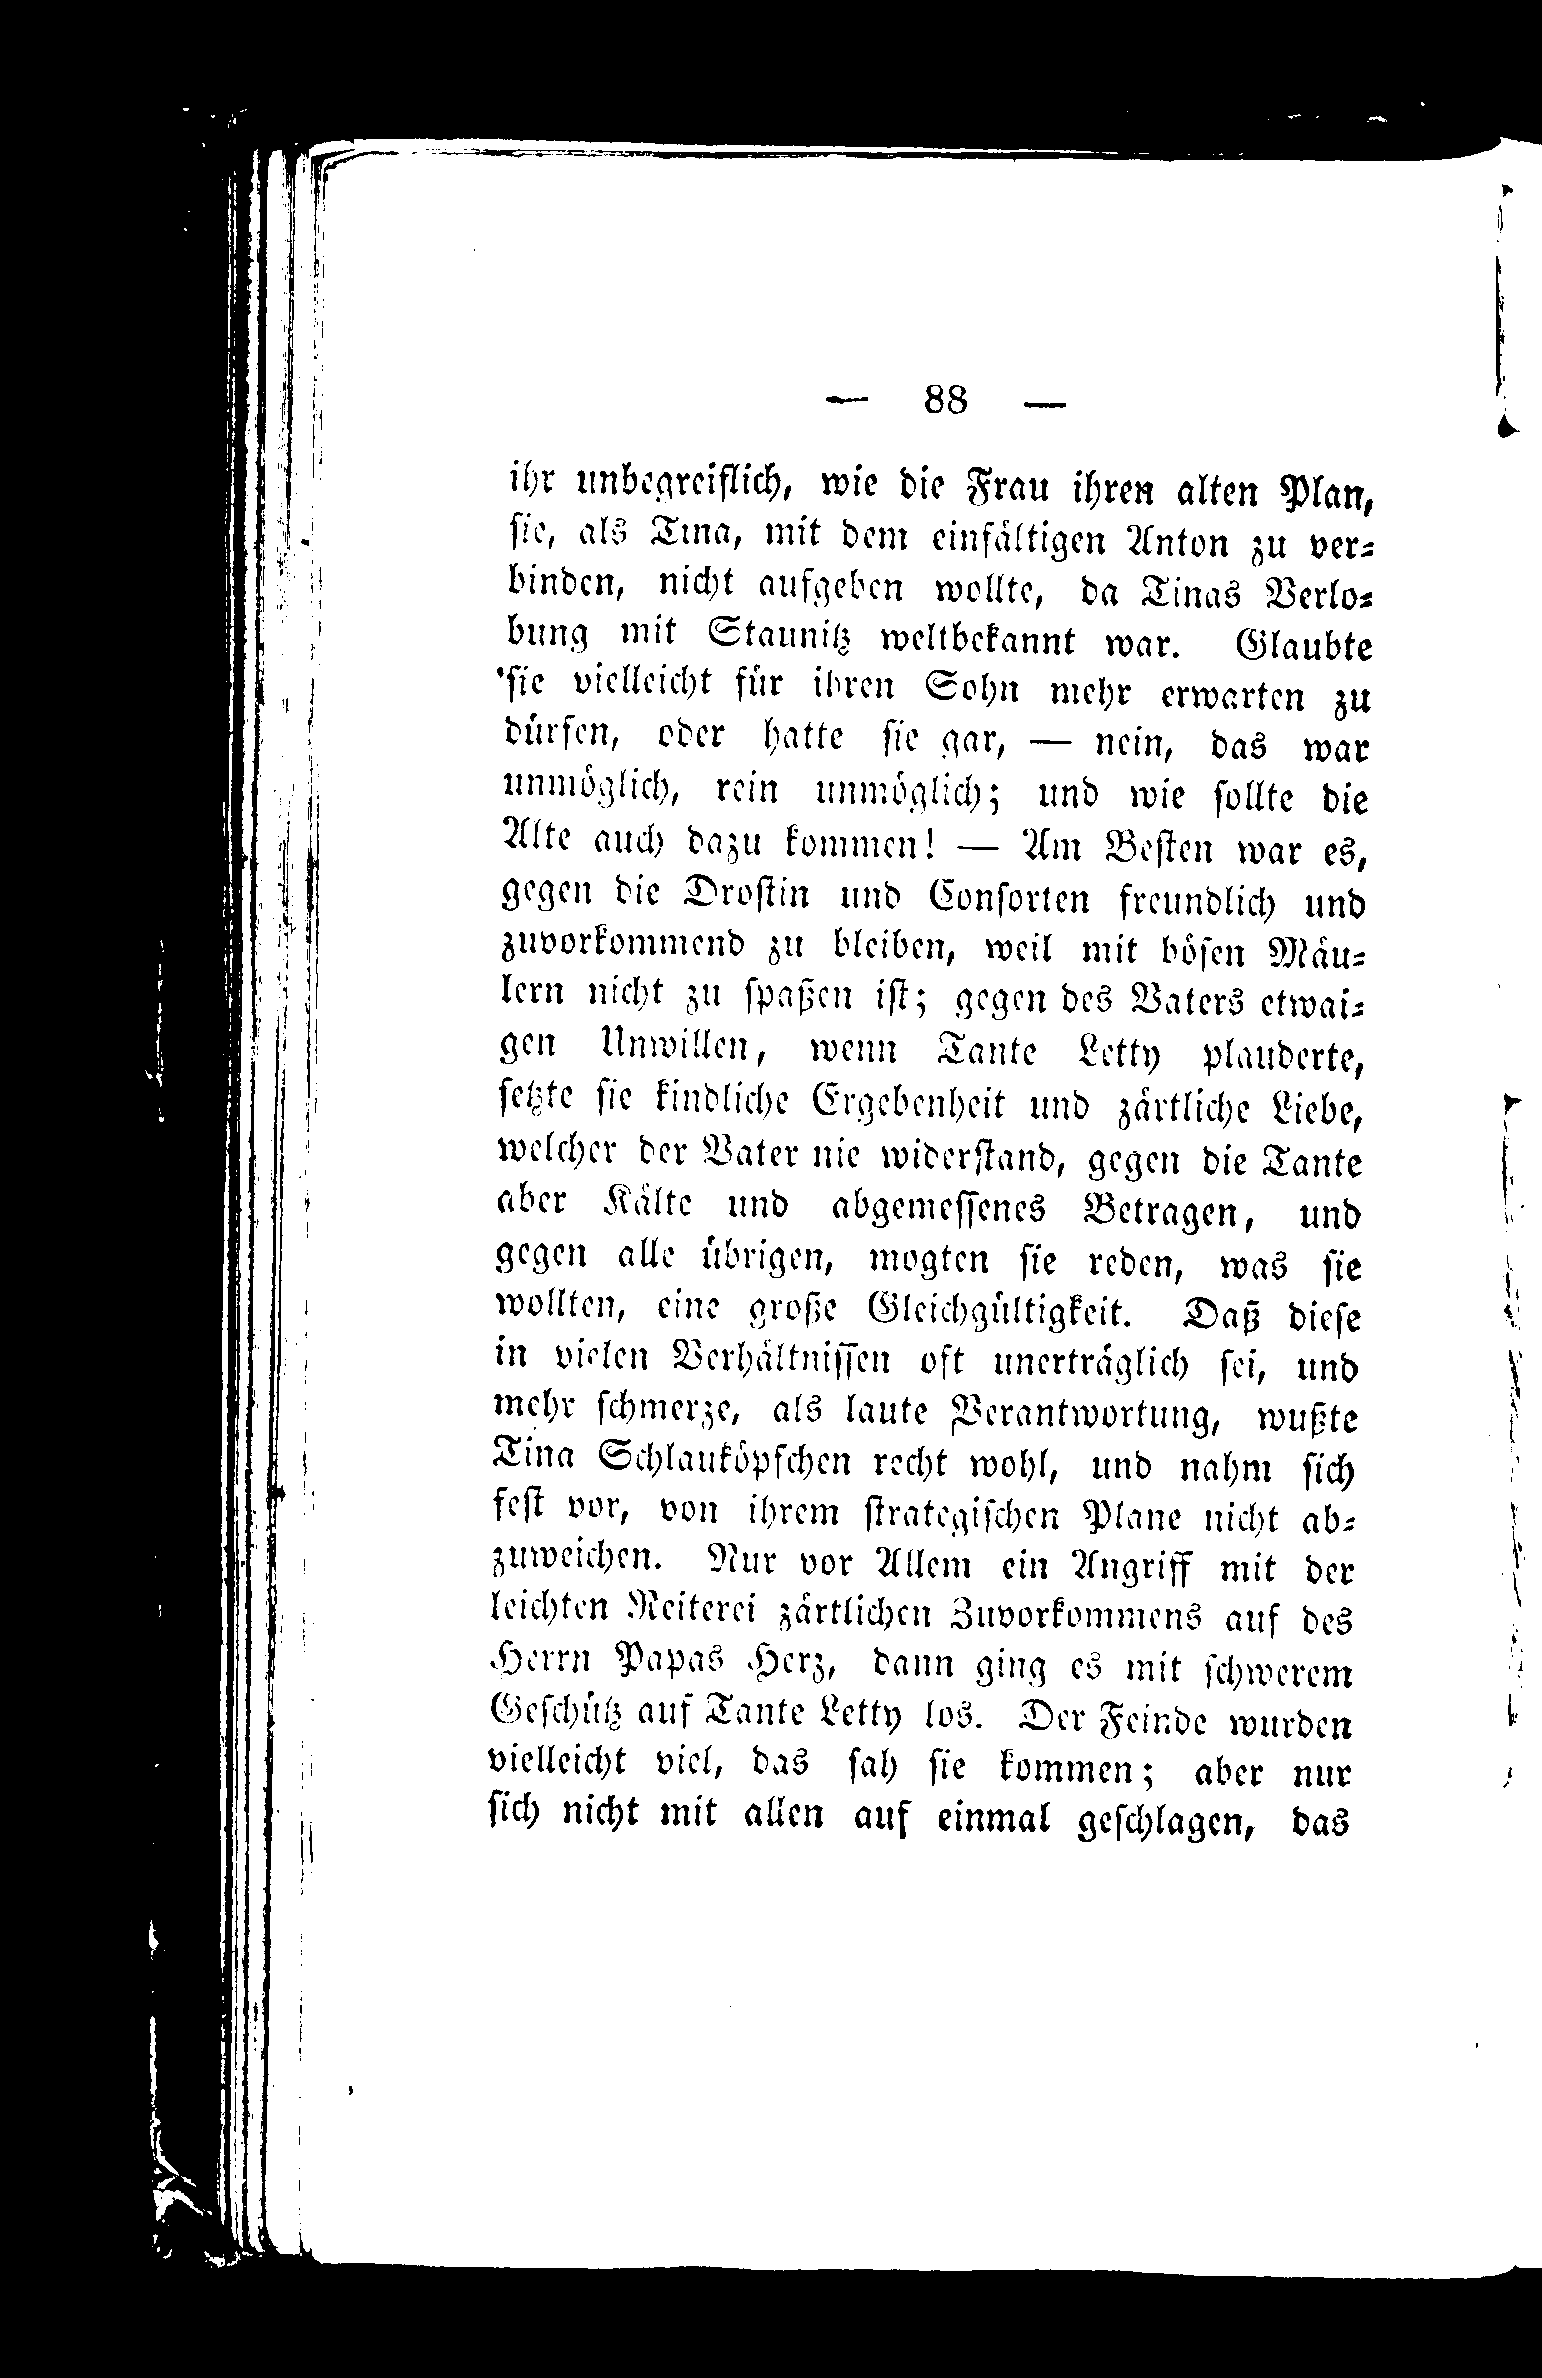 — 88 —
ihr unbegreiflich, wie die Frau ihren alten Plan,
sie, als Tina, mit dem einfältigen Anton zu ver-
binden, nicht aufgeben wollte, da Tinas Verlo-
bung mit Staunitz weltbekannt war. Glaubte
sie vielleicht für ihren Sohn mehr erwarten zu
dürfen, oder hatte sie gar, — nein, das war
unmöglich, rein unmöglich; und wie sollte die
Alte auch dazu kommen! — Am Besten war es,
gegen die Drostin und Consorten freundlich und
zuvorkommend zu bleiben, weil mit bösen Mäu-
lern nicht zu spaßen ist; gegen des Vaters etwai-
gen Unwillen, wenn Tante Letty plauderte,
setzte sie kindliche Ergebenheit und zärtliche Liebe,
welcher der Vater nie widerstand, gegen die Tante
aber Kälte und abgemessenes Betragen, und
gegen alle übrigen, mogten sie reden, was sie
wollten, eine große Gleichgültigkeit. Daß diese
in vielen Verhältnissen oft unerträglich sei, und
mehr schmerze, als laute Verantwortung, wußte
Tina Schlauköpfchen recht wohl, und nahm sich
fest vor, von ihrem strategischen Plane nicht ab-
zuweichen. Nur vor Allem ein Angriff mit der
leichten Reiterei zärtlichen Zuvorkommens auf des
Herrn Papas Herz, dann ging es mit schwerem
Geschütz auf Tante Letty los. Der Feinde wurden
vielleicht viel, das sah sie kommen; aber nur
sich nicht mit allen auf einmal geschlagen, das